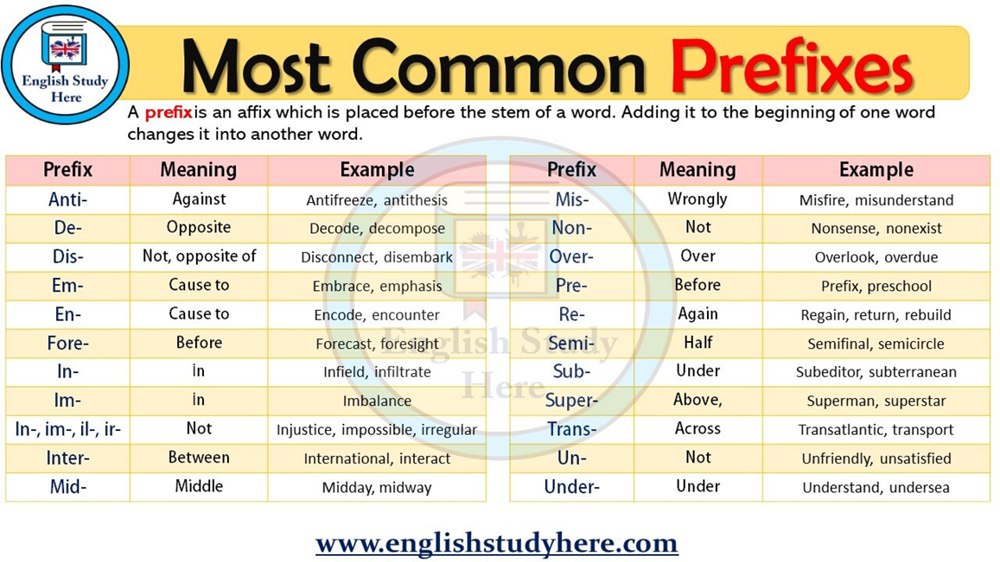 English Study
Here
Most Common Prefixes
A prefix is an affix which is placed before the stem of a word. Adding it to the beginning of one word
changes it into another word.
Prefix Meaning Example
Anti- Against Antifreeze, antithesis
De- Opposite Decode, decompose
Dis- Not, opposite of Disconnect, disembark
Em- Cause to Embrace, emphasis
En- Cause to Encode, encounter
Fore- Before Forecast, foresight
In- in Infield, infiltrate
Im- in Imbalance
In-, im-, il-, ir- Not Injustice, impossible, irregular
Inter- Between International, interact
Mid- Middle Midday, midway
Prefix Meaning Example
Mis- Wrongly Misfire, misunderstand
Non- Not Nonsense, nonexist
Over- Over Overlook, overdue
Pre- Before Prefix, preschool
Re- Again Regain, return, rebuild
Semi- Half Semifinal, semicircle
Sub- Under Subeditor, subterranean
Super- Above, Superman, superstar
Trans- Across Transatlantic, transport
Un- Not Unfriendly, unsatisfied
Under- Under Understand, undersea
English Study
Here
www.englishstudyhere.com